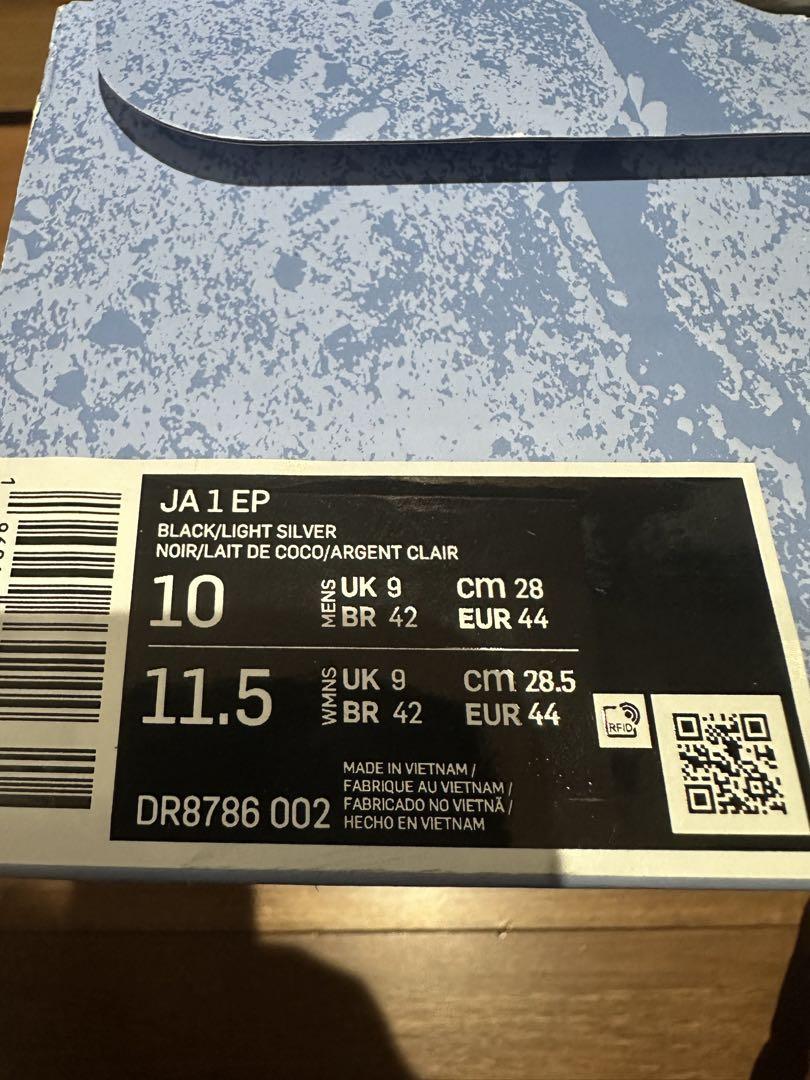 JA 1 EP
BLACK/LIGHT SILVER
NOIR/LAIT DE COCO/ARGENT CLAIR
10 MENS UK 9 cm 28
BR 42 EUR 44
11.5 WMNS UK 9 cm 28.5
BR 42 EUR 44
RFID
DR8786 002
MADE IN VIETNAM /
FABRIQUE AU VIETNAM /
FABRICADO NO VIETNÃ /
HECHO EN VIETNAM